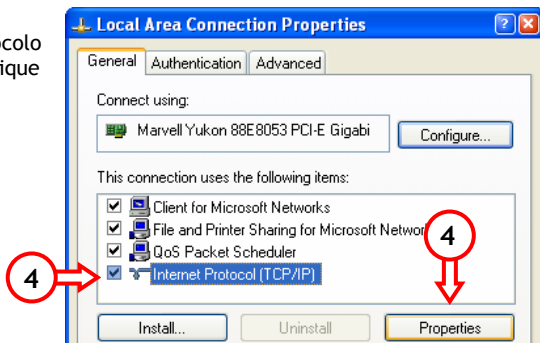 Local Area Connection Properties
General Authentication Advanced
Connect using:
Marvell Yukon 88E8053 PCI-E Gigabi
Configure...
This connection uses the following items:
Client for Microsoft Networks
File and Printer Sharing for Microsoft Networ
QoS Packet Scheduler
Internet Protocol (TCP/IP)
4
4
Install... Uninstall Properties